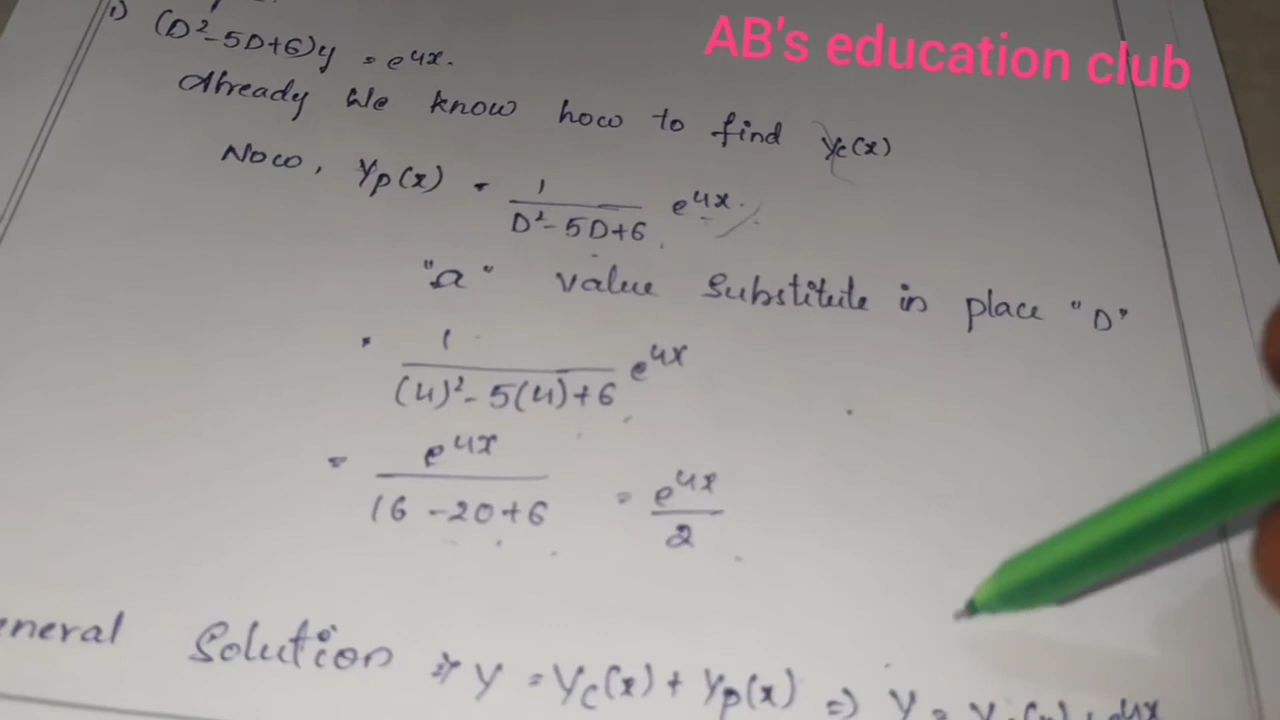 AB's education club
1) (D²-5D+6)y = e^4x.
Already We know how to find yc(x)
Now, Yp(x) = 1/(D²-5D+6) e^4x.
"a" value substitute in place "D"
= 1/((4)²-5(4)+6) e^4x
= e^4x/(16-20+6) = e^4x/2
Solution => y = Yc(x) + Yp(x) => y =